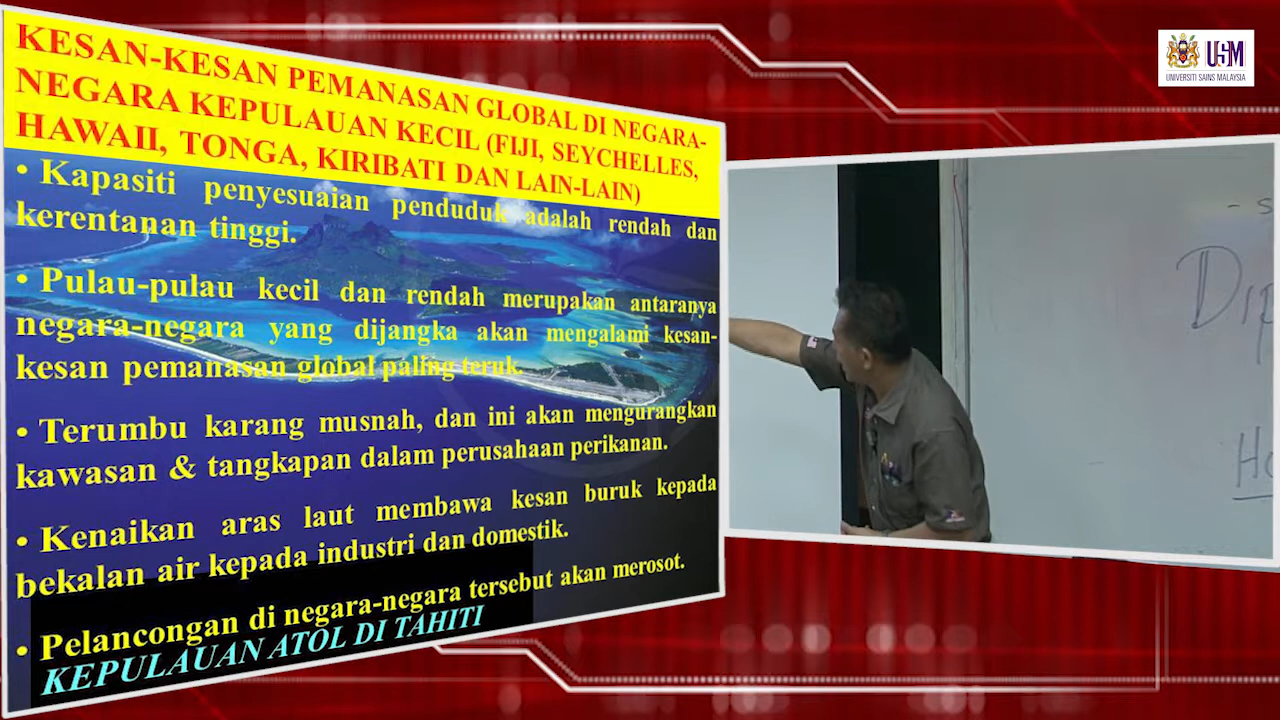 KESAN-KESAN PEMANASAN GLOBAL DI NEGARA-
NEGARA KEPULAUAN KECIL (FIJI, SEYCHELLES,
HAWAII, TONGA, KIRIBATI DAN LAIN-LAIN)
• Kapasiti penyesuaian penduduk adalah rendah dan
kerentanan tinggi.
• Pulau-pulau kecil dan rendah merupakan antaranya
negara-negara yang dijangka akan mengalami kesan-
kesan pemanasan global paling teruk.
• Terumbu karang musnah, dan ini akan mengurangkan
kawasan & tangkapan dalam perusahaan perikanan.
• Kenaikan aras laut membawa kesan buruk kepada
bekalan air kepada industri dan domestik.
• Pelancongan di negara-negara tersebut akan merosot.
KEPULAUAN ATOL DI TAHITI
USM
UNIVERSITI SAINS MALAYSIA